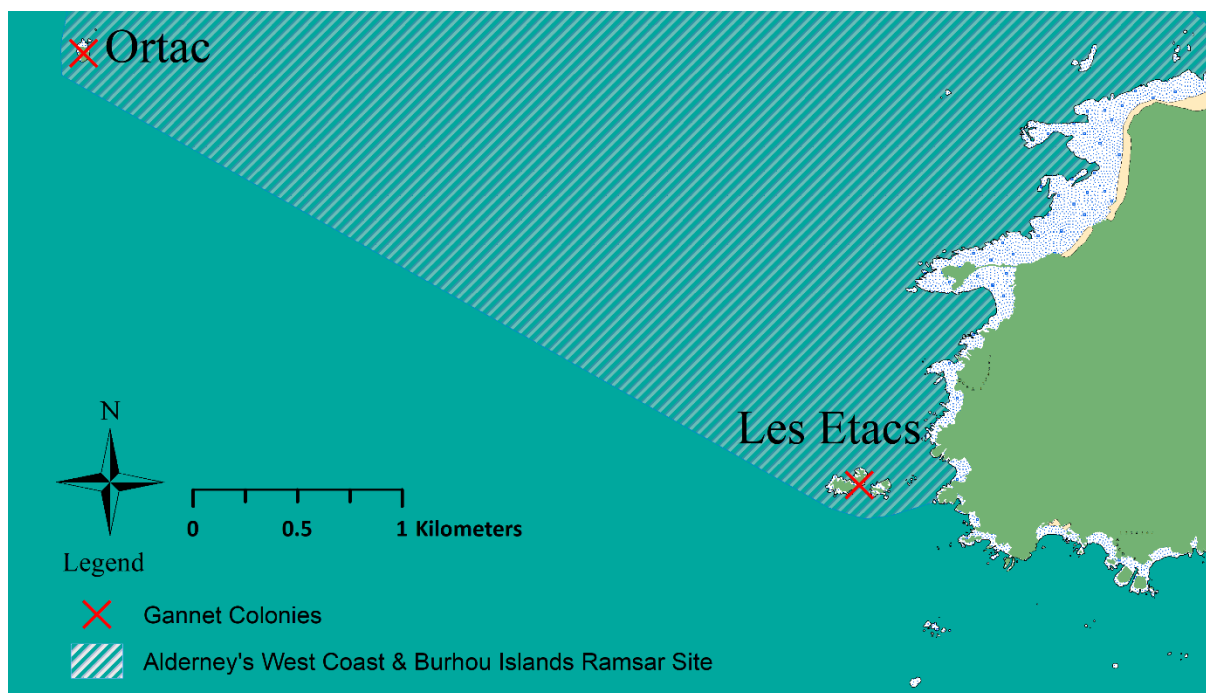 Ortac
Les Etacs
N
0 0.5 1 Kilometers
Legend
Gannet Colonies
Alderney's West Coast & Burhou Islands Ramsar Site